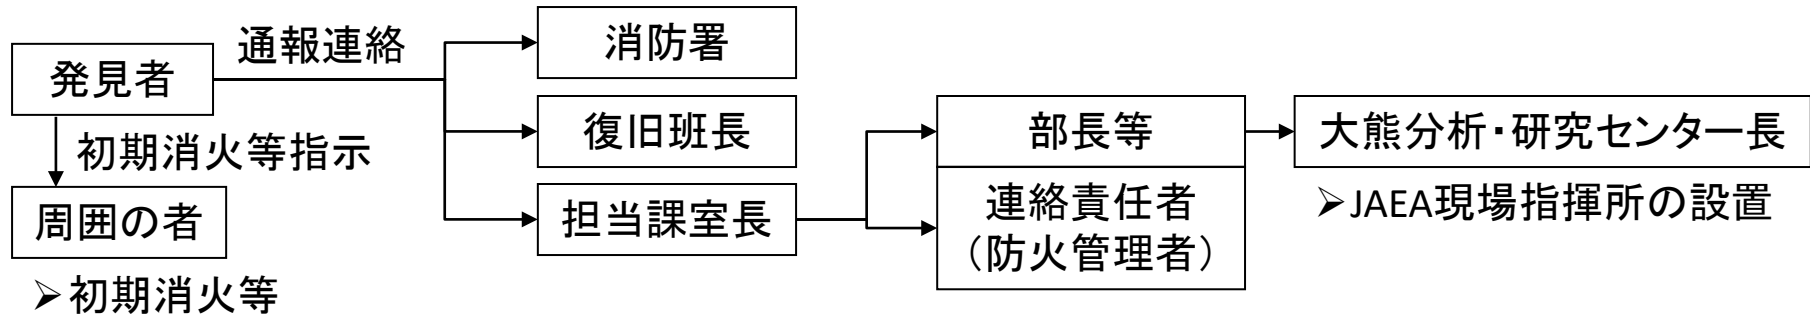 発見者
通報連絡
消防署
復旧班長
担当課室長
部長等
連絡責任者
（防火管理者）
大熊分析・研究センター長
➢JAEA現場指揮所の設置
初期消火等指示
周囲の者
➢初期消火等